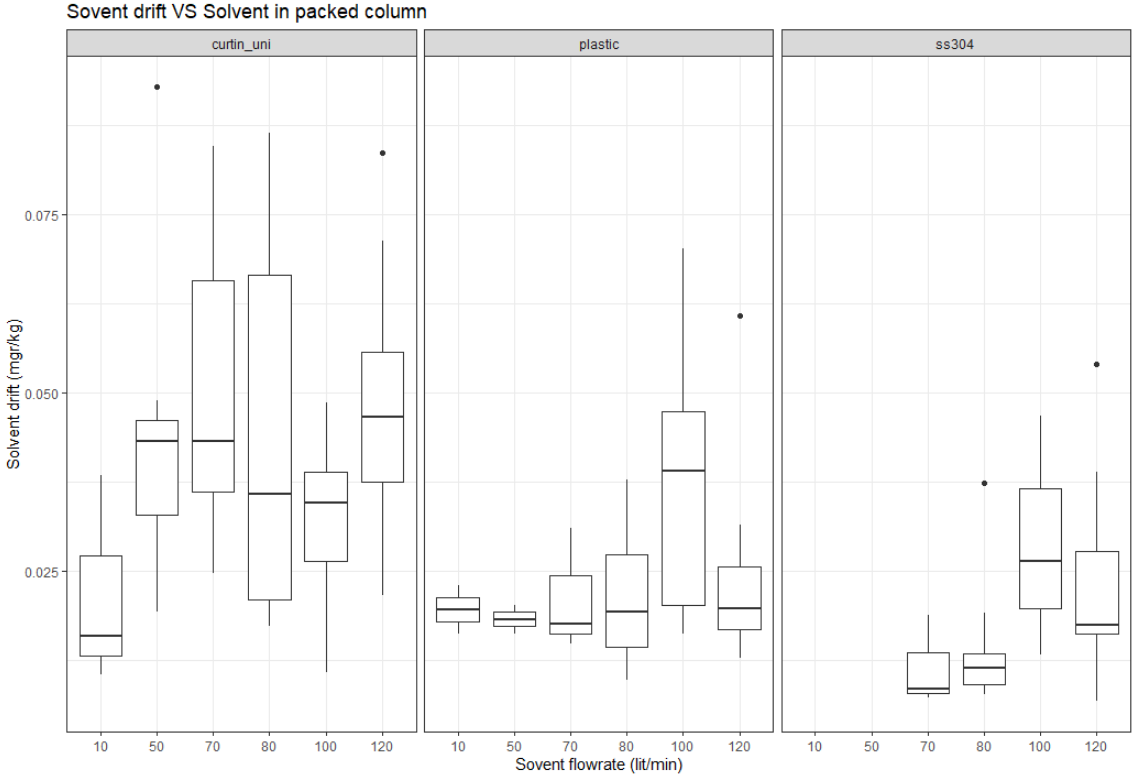 Sovent drift VS Solvent in packed column
curtin_uni
plastic
ss304
Solvent drift (mgr/kg)
0.075
0.050
0.025
10 50 70 80 100 120
10 50 70 80 100 120
10 50 70 80 100 120
Sovent flowrate (lit/min)